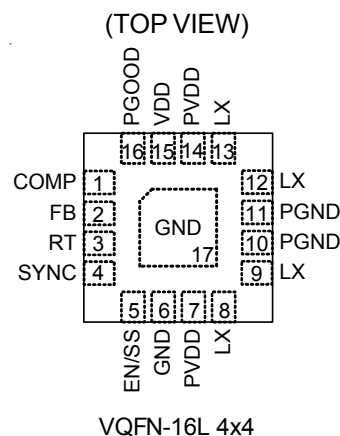 (TOP VIEW)
PGOOD VDD PVDD LX
16 15 14 13
COMP 1 12 LX
FB 2 11 PGND
GND
RT 3 10 PGND
17
SYNC 4 9 LX
5 6 7 8
EN/SS GND PVDD LX
VQFN-16L 4x4